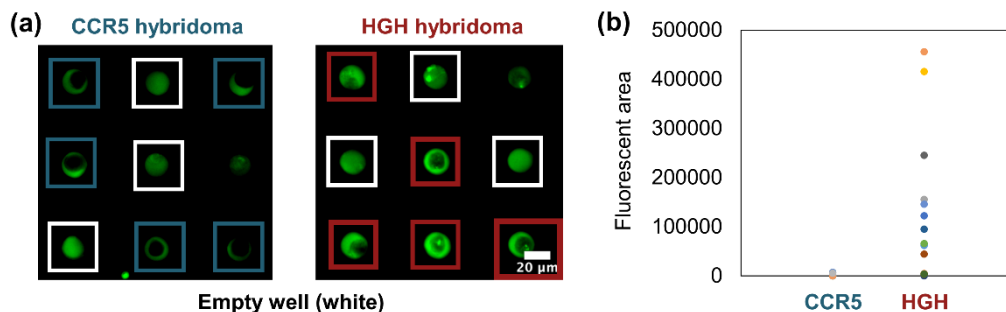 (a)
CCR5 hybridoma
HGH hybridoma
20 µm
Empty well (white)
(b)
Fluorescent area
500000
400000
300000
200000
100000
0
CCR5
HGH